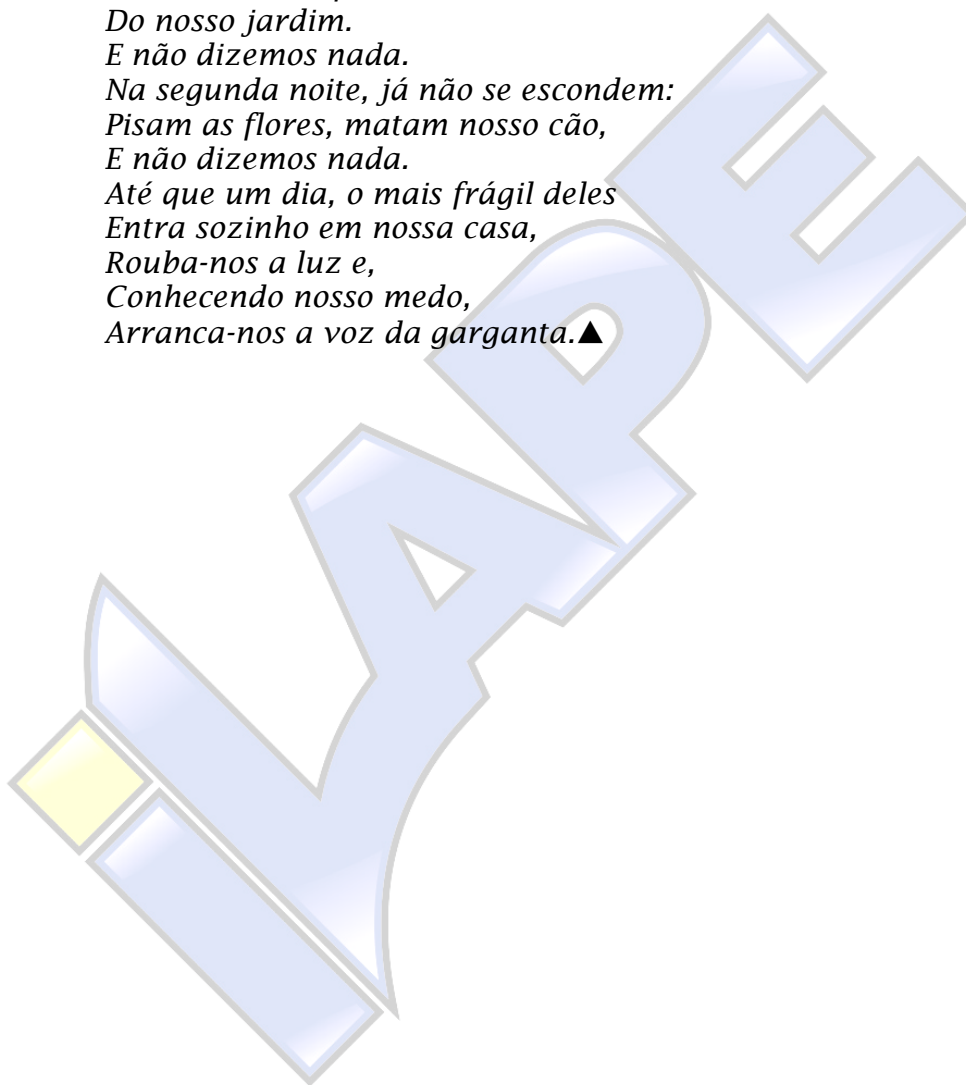 Do nosso jardim.
E não dizemos nada.
Na segunda noite, já não se escondem:
Pisam as flores, matam nosso cão,
E não dizemos nada.
Até que um dia, o mais frágil deles
Entra sozinho em nossa casa,
Rouba-nos a luz e,
Conhecendo nosso medo,
Arranca-nos a voz da garganta.▲
iLAPE